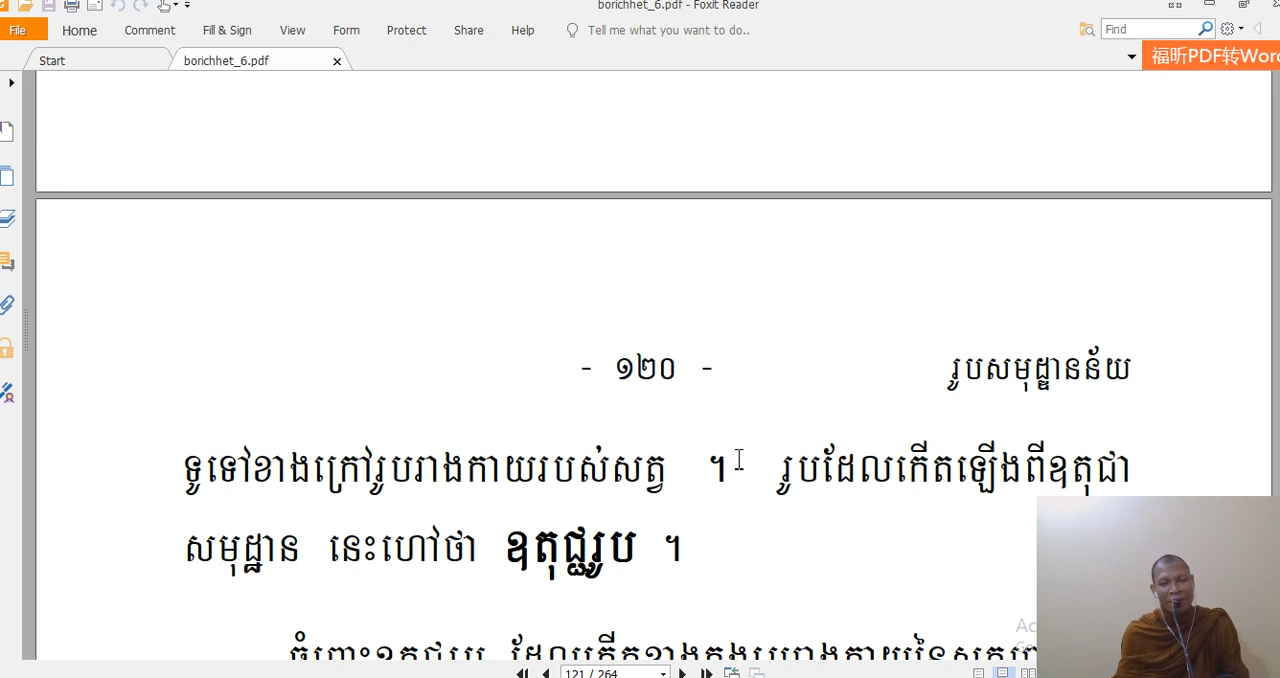 borichhet_6.pdf - Foxit Reader
File Home Comment Fill & Sign View Form Protect Share Help Tell me what you want to do.. Find
Start borichhet_6.pdf
福昕PDF转Word
- ១២០ - រូបសមុដ្ឋានន័យ
ទូទៅខាងក្រៅរូបរាងកាយរបស់សត្វ ។ រូបដែលកើតឡើងពីឧតុជា
សមុដ្ឋាន នេះហៅថា ឧតុជ្ឈរូប ។
121 / 264